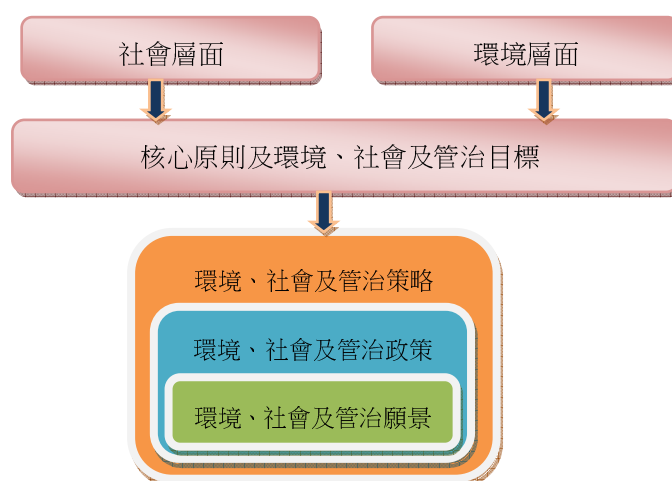 社會層面
環境層面
核心原則及環境、社會及管治目標
環境、社會及管治策略
環境、社會及管治政策
環境、社會及管治願景